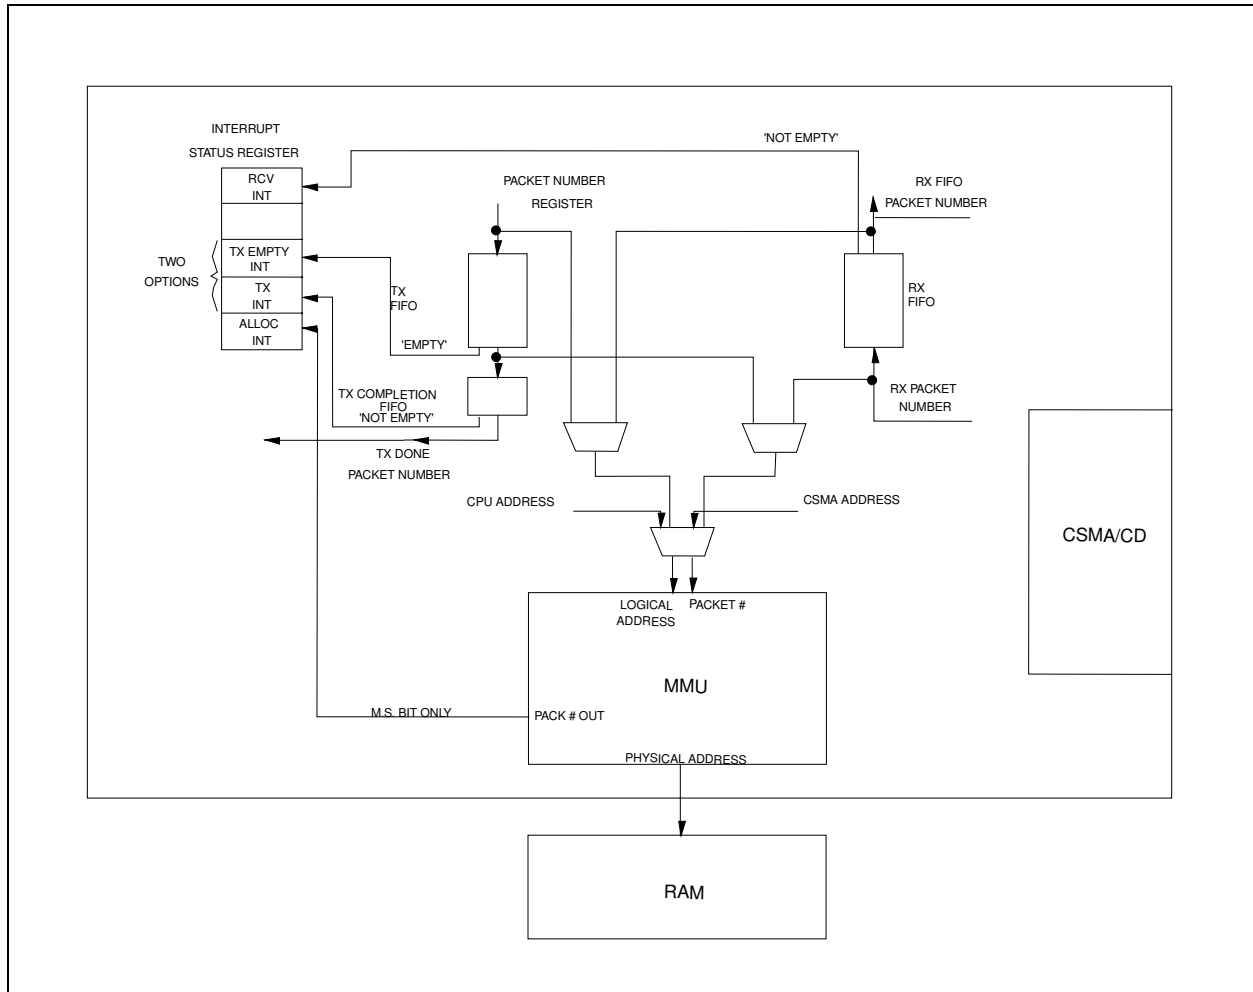 INTERRUPT
STATUS REGISTER
RCV
INT
TX EMPTY
INT
TX
INT
ALLOC
INT
TWO
OPTIONS
'NOT EMPTY'
PACKET NUMBER
REGISTER
RX FIFO
PACKET NUMBER
TX
FIFO
'EMPTY'
RX
FIFO
TX COMPLETION
FIFO
'NOT EMPTY'
RX PACKET
NUMBER
TX DONE
PACKET NUMBER
CPU ADDRESS
CSMA ADDRESS
CSMA/CD
LOGICAL
ADDRESS
PACKET #
MMU
M.S. BIT ONLY
PACK # OUT
PHYSICAL ADDRESS
RAM